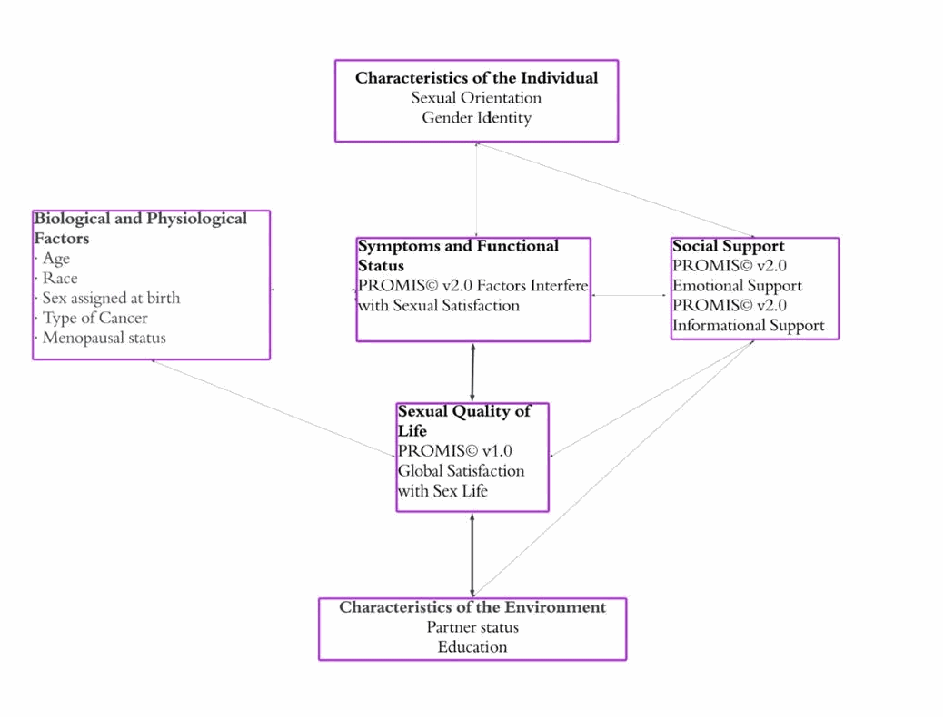 Characteristics of the Individual
Sexual Orientation
Gender Identity
Biological and Physiological
Factors
· Age
· Race
· Sex assigned at birth
· Type of Cancer
· Menopausal status
Symptoms and Functional
Status
PROMIS© v2.0 Factors Interfere
with Sexual Satisfaction
Social Support
PROMIS© v2.0
Emotional Support
PROMIS© v2.0
Informational Support
Sexual Quality of
Life
PROMIS© v1.0
Global Satisfaction
with Sex Life
Characteristics of the Environment
Partner status
Education